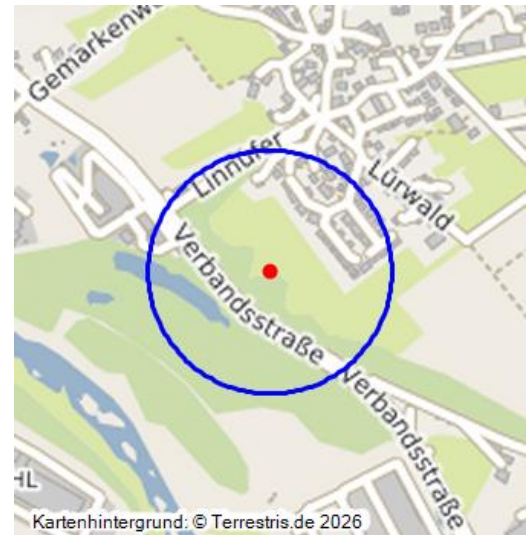 Gemarkenw
Linnufer
Lürwald
Verbandsstraße
Verbandsstraße
HL
Kartenhintergrund: © Terrestris.de 2026